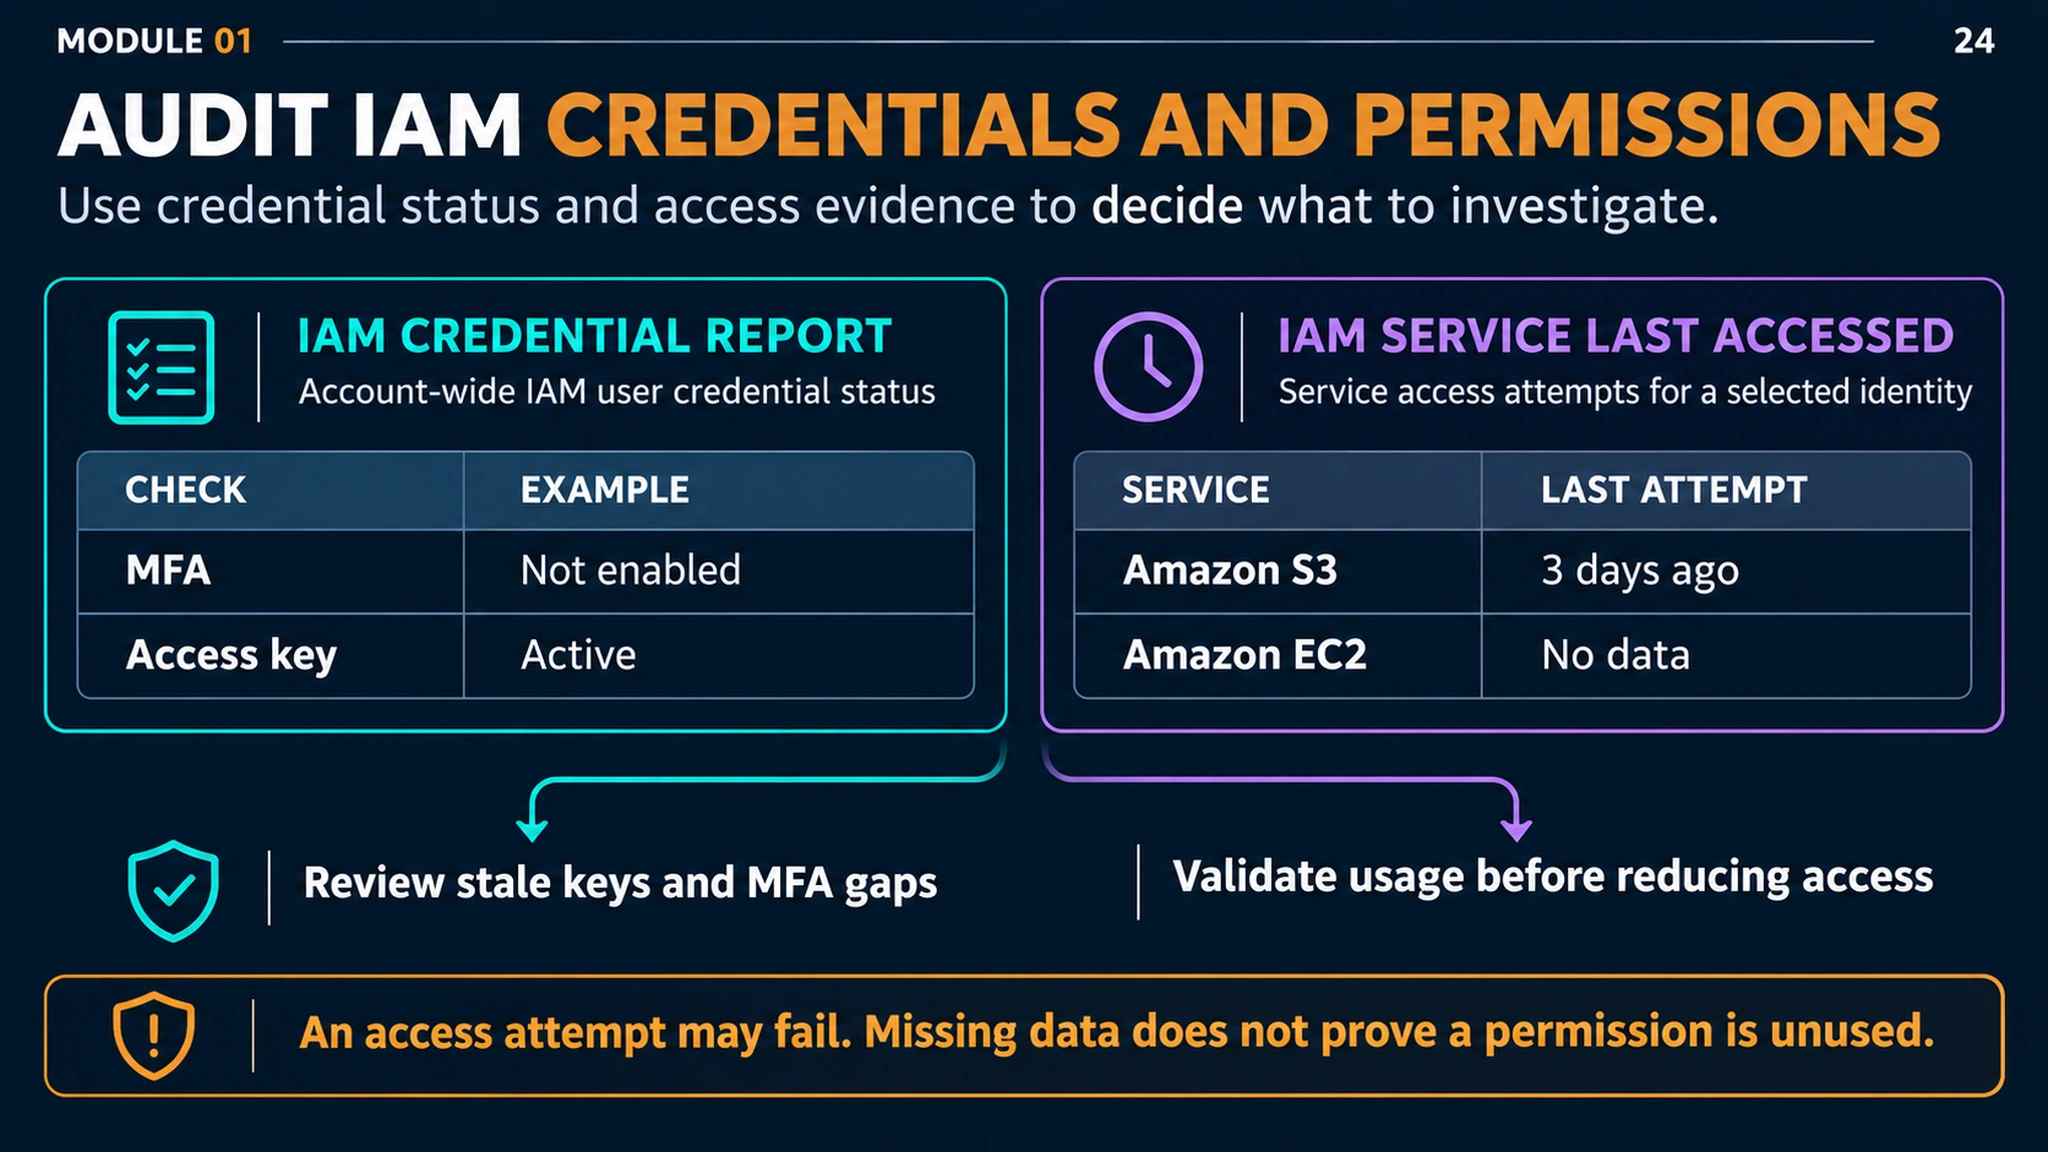 MODULE 01
24
AUDIT IAM CREDENTIALS AND PERMISSIONS
Use credential status and access evidence to decide what to investigate.
IAM CREDENTIAL REPORT
Account-wide IAM user credential status
CHECK EXAMPLE
MFA Not enabled
Access key Active
IAM SERVICE LAST ACCESSED
Service access attempts for a selected identity
SERVICE LAST ATTEMPT
Amazon S3 3 days ago
Amazon EC2 No data
Review stale keys and MFA gaps
Validate usage before reducing access
An access attempt may fail. Missing data does not prove a permission is unused.